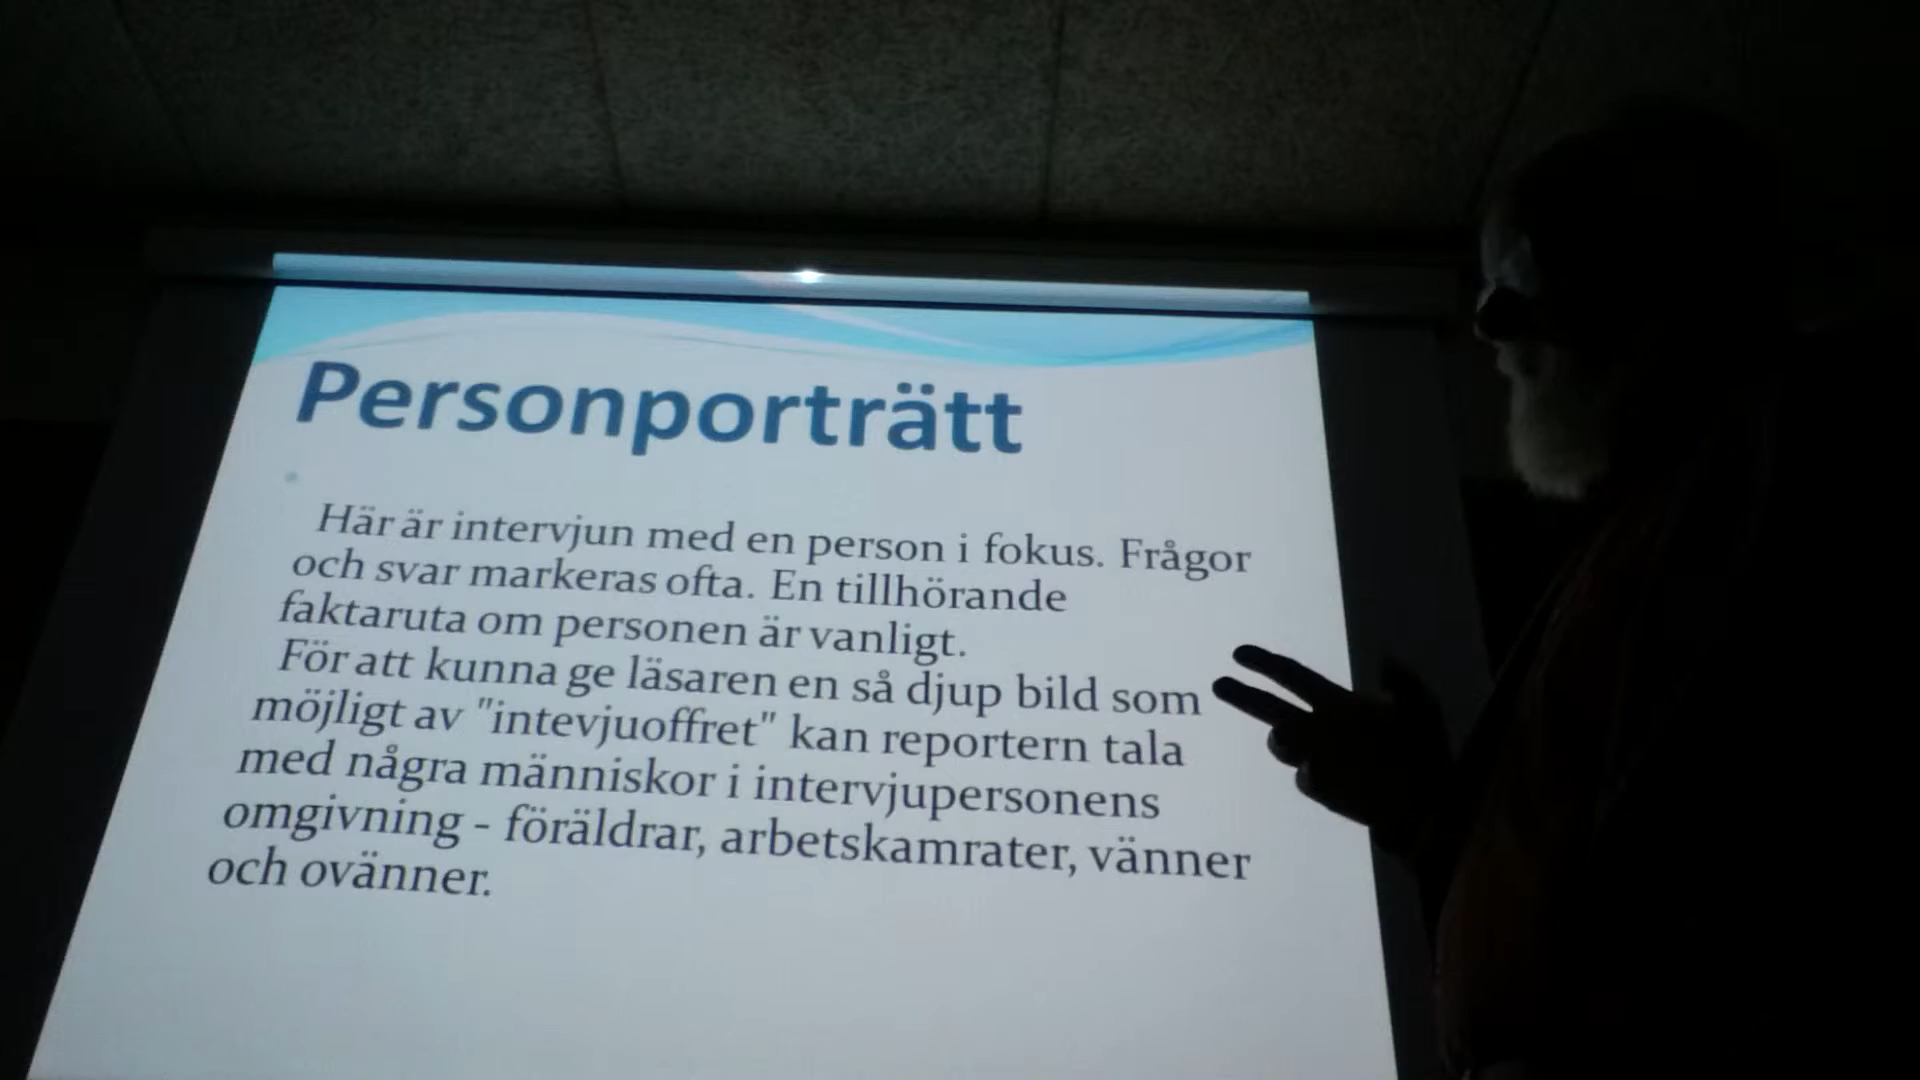 Personporträtt
Här är intervjun med en person i fokus. Frågor
och svar markeras ofta. En tillhörande
faktaruta om personen är vanligt.
För att kunna ge läsaren en så djup bild som
möjligt av "intevjuoffret" kan reportern tala
med några människor i intervjupersonens
omgivning - föräldrar, arbetskamrater, vänner
och ovänner.